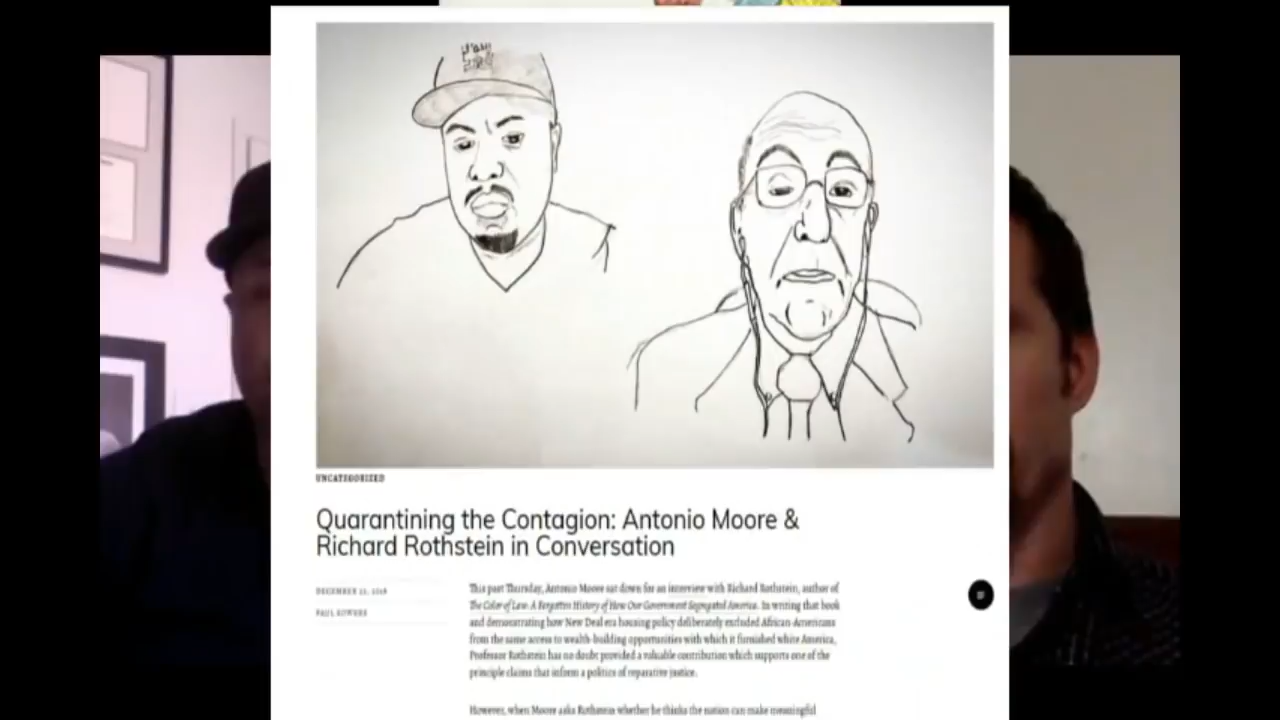 UNCATEGORIZED
Quarantining the Contagion: Antonio Moore &
Richard Rothstein in Conversation
This past Thursday, Antonio Moore sat down for an interview with Richard Rothstein, author of
DECEMBER
The Color of Law: A Forgotten History of How Our Government Segregated America. In writing that book
PAUL SOWERS
and demonstrating how New Deal era housing policy deliberately excluded African-Americans
from the same access to wealth-building opportunities with which it furnished white America,
Professor Rothstein has no doubt provided a valuable contribution which supports one of the
principle claims that inform a politics of reparative justice.
However, when Moore asks Rothstein whether he thinks the nation can make meaningful